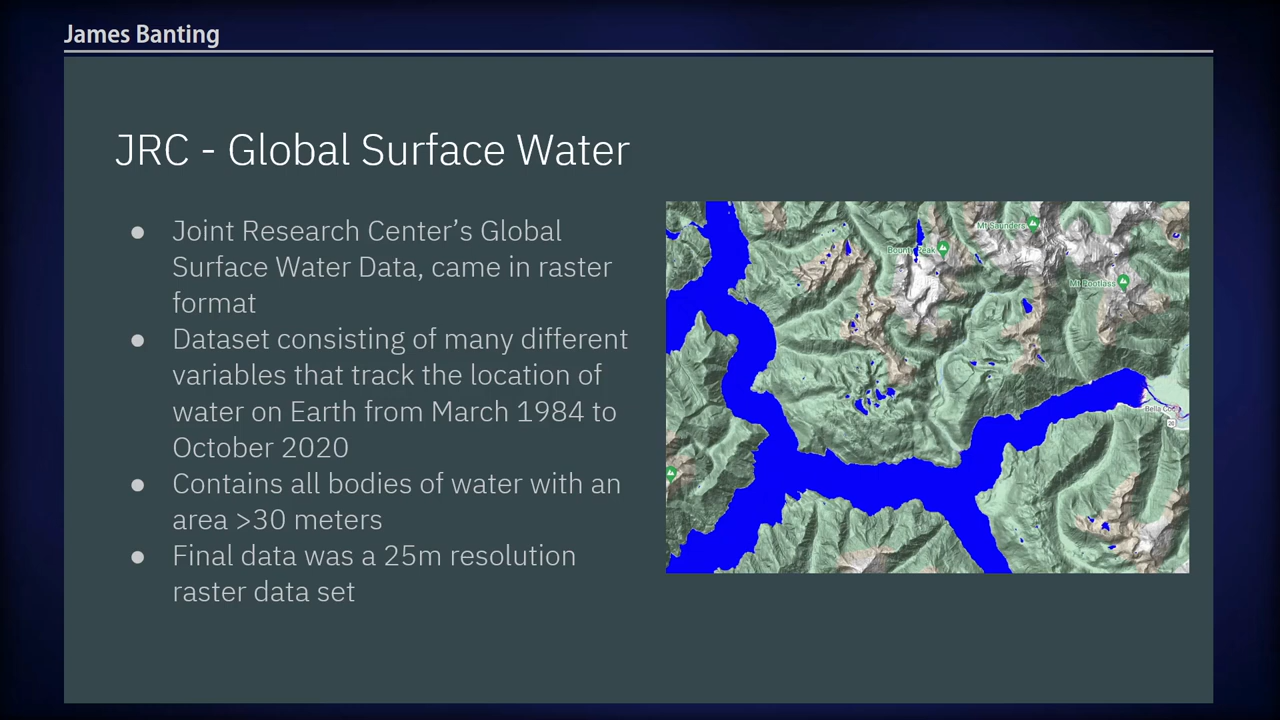 James Banting
JRC - Global Surface Water
● Joint Research Center’s Global
Surface Water Data, came in raster
format
● Dataset consisting of many different
variables that track the location of
water on Earth from March 1984 to
October 2020
● Contains all bodies of water with an
area >30 meters
● Final data was a 25m resolution
raster data set
Mt Saunders
Bounty Peak
Mt Rootlass
Bella Coola
20